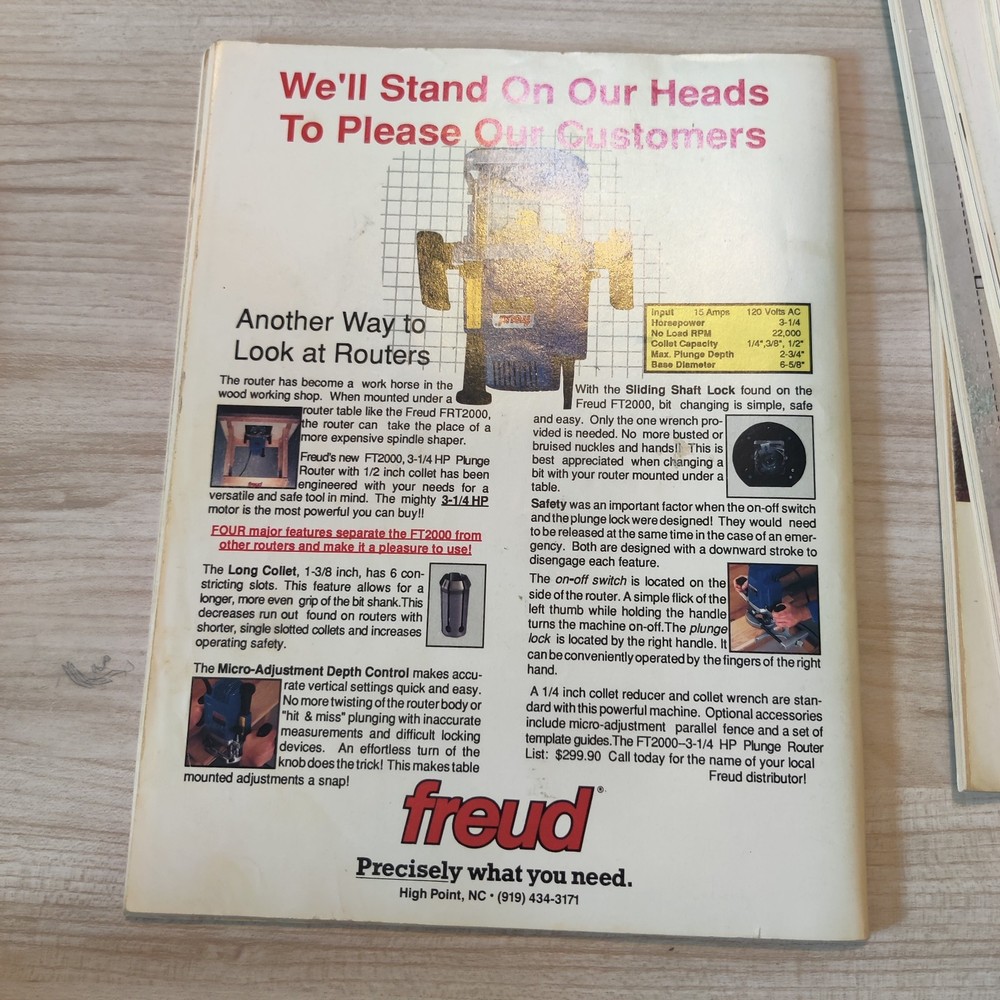 We'll Stand On Our Heads
To Please Our Customers
Another Way to
Look at Routers
Input 15 Amps 120 Volts AC
Horsepower 3-1/4
No Load RPM 22,000
Collet Capacity 1/4",3/8", 1/2"
Max. Plunge Depth 2-3/4"
Base Diameter 6-5/8"
The router has become a work horse in the
wood working shop. When mounted under a
router table like the Freud FRT2000,
the router can take the place of a
more expensive spindle shaper.
Freud's new FT2000, 3-1/4 HP Plunge
Router with 1/2 inch collet has been
engineered with your needs for a
versatile and safe tool in mind. The mighty 3-1/4 HP
motor is the most powerful you can buy!!
FOUR major features separate the FT2000 from
other routers and make it a pleasure to use!
The Long Collet, 1-3/8 inch, has 6 con-
stricting slots. This feature allows for a
longer, more even grip of the bit shank.This
decreases run out found on routers with
shorter, single slotted collets and increases
operating safety.
The Micro-Adjustment Depth Control makes accu-
rate vertical settings quick and easy.
No more twisting of the router body or
"hit & miss" plunging with inaccurate
measurements and difficult locking
devices. An effortless turn of the
knob does the trick! This makes table
mounted adjustments a snap!
With the Sliding Shaft Lock found on the
Freud FT2000, bit changing is simple, safe
and easy. Only the one wrench pro-
vided is needed. No more busted or
bruised nuckles and hands!! This is
best appreciated when changing a
bit with your router mounted under a
table.
Safety was an important factor when the on-off switch
and the plunge lock were designed! They would need
to be released at the same time in the case of an emer-
gency. Both are designed with a downward stroke to
disengage each feature.
The on-off switch is located on the
side of the router. A simple flick of the
left thumb while holding the handle
turns the machine on-off.The plunge
lock is located by the right handle. It
can be conveniently operated by the fingers of the right
hand.
A 1/4 inch collet reducer and collet wrench are stan-
dard with this powerful machine. Optional accessories
include micro-adjustment parallel fence and a set of
template guides.The FT2000–3-1/4 HP Plunge Router
List: $299.90 Call today for the name of your local
Freud distributor!
freud®
Precisely what you need.
High Point, NC • (919) 434-3171